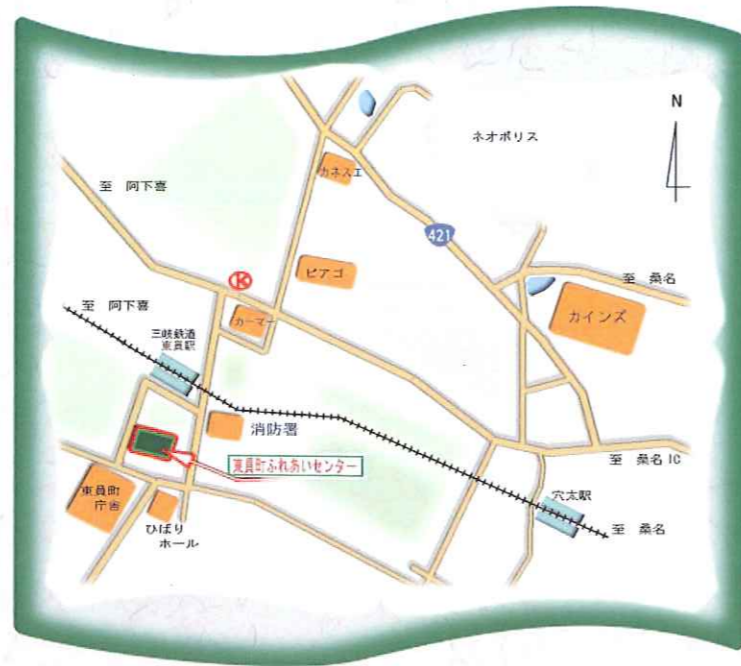 N
ネオポリス
カネスエ
至 阿下喜
421
ピアゴ
至 桑名
K
カインズ
至 阿下喜
カーマー
三岐鉄道
東員駅
消防署
至 桑名IC
東員町ふれあいセンター
東員町
庁舎
穴太駅
ひばり
ホール
至 桑名